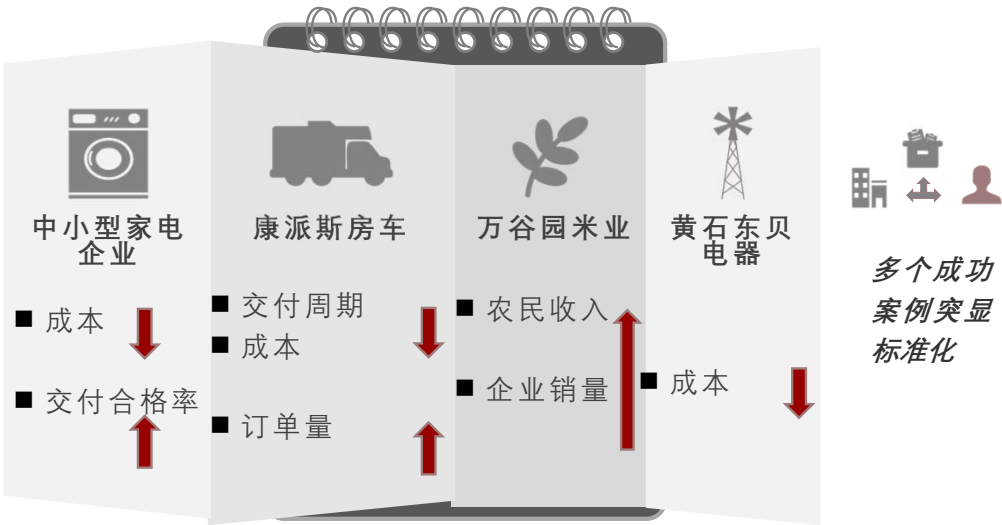 中小型家电
企业
■ 成本
■ 交付合格率
康派斯房车
■ 交付周期
■ 成本
■ 订单量
万谷园米业
■ 农民收入
■ 企业销量
黄石东贝
电器
■ 成本
多个成功
案例突显
标准化